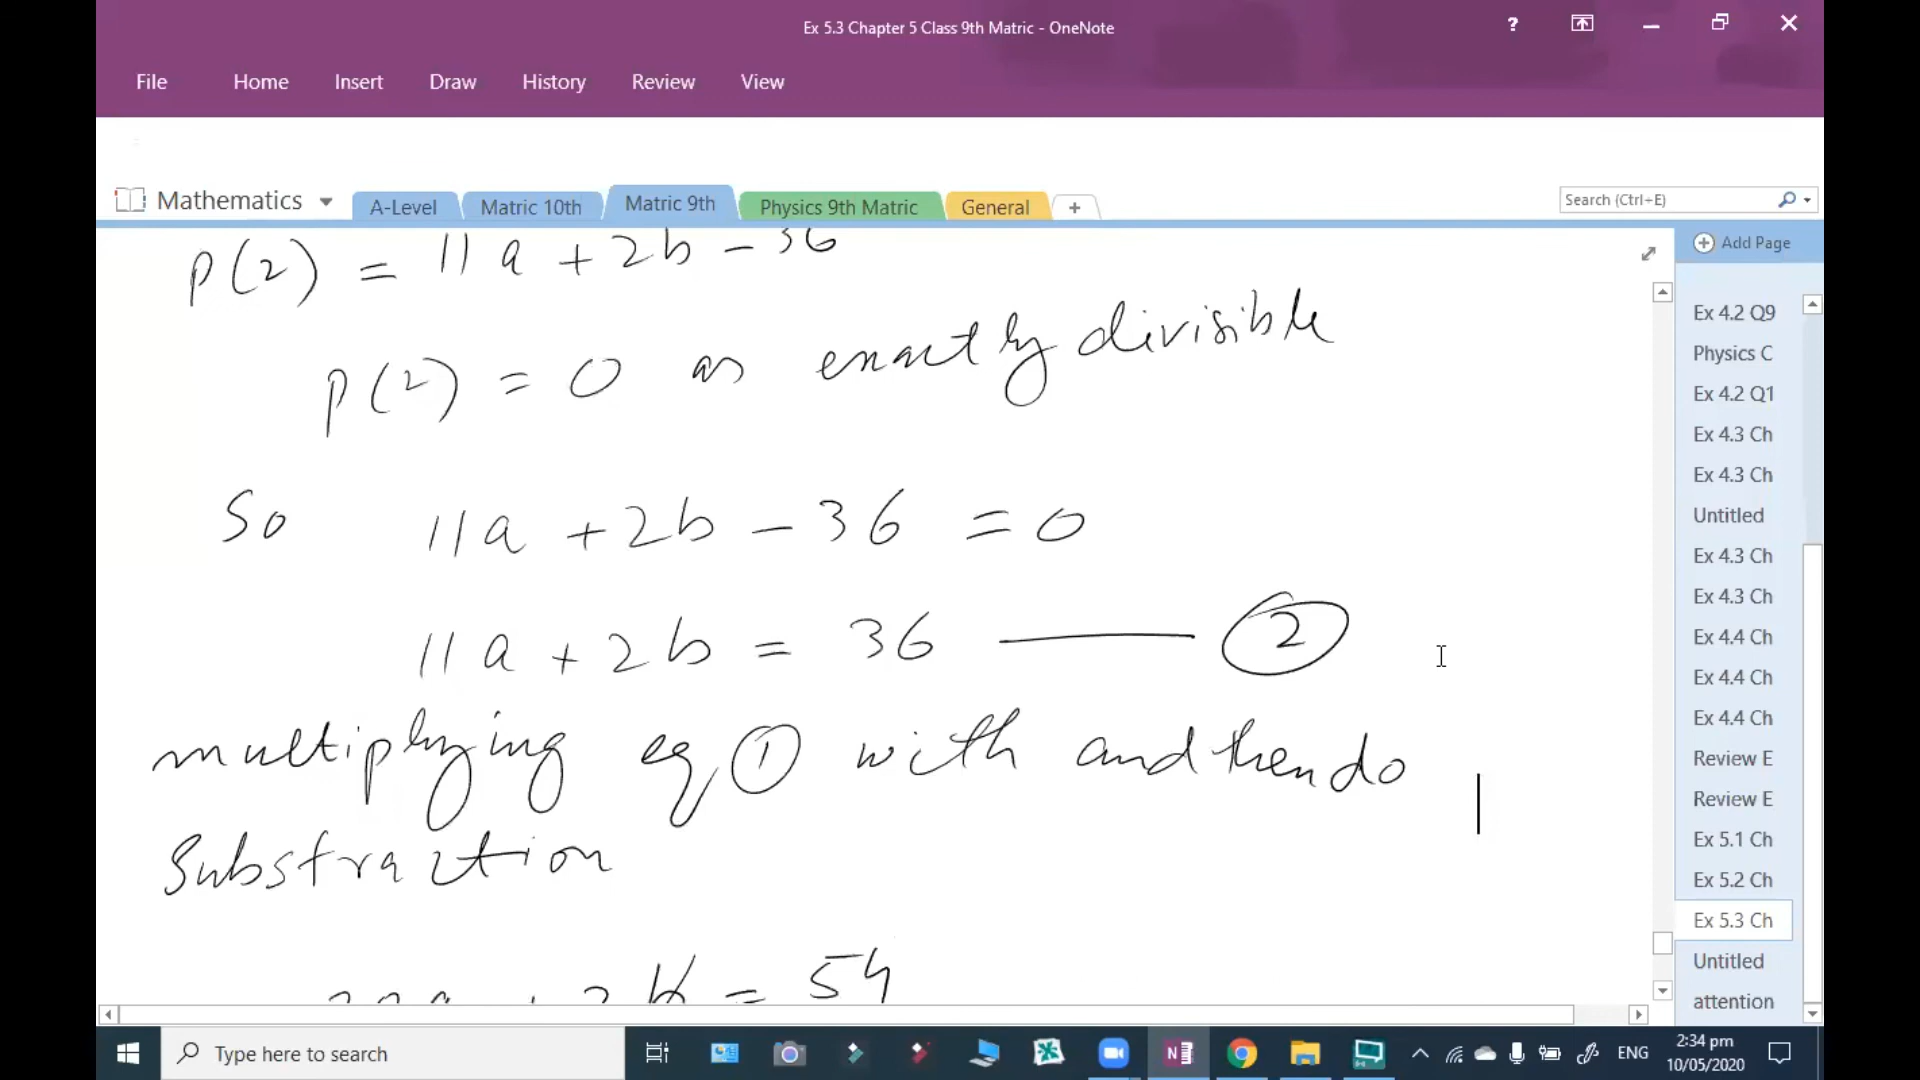 Ex 5.3 Chapter 5 Class 9th Matric - OneNote
?
File Home Insert Draw History Review View
Mathematics A-Level Matric 10th Matric 9th Physics 9th Matric General +
Search (Ctrl+E)
Add Page
p(2) = 11a + 2b - 36
p(2) = 0 as exactly divisible
So 11a + 2b - 36 = 0
11a + 2b = 36 —— 2
multiplying eq 1 with and then do
Substraction
2b = 54
Ex 4.2 Q9
Physics C
Ex 4.2 Q1
Ex 4.3 Ch
Ex 4.3 Ch
Untitled
Ex 4.3 Ch
Ex 4.3 Ch
Ex 4.4 Ch
Ex 4.4 Ch
Ex 4.4 Ch
Review E
Review E
Ex 5.1 Ch
Ex 5.2 Ch
Ex 5.3 Ch
Untitled
attention
Type here to search
ENG
2:34 pm
10/05/2020